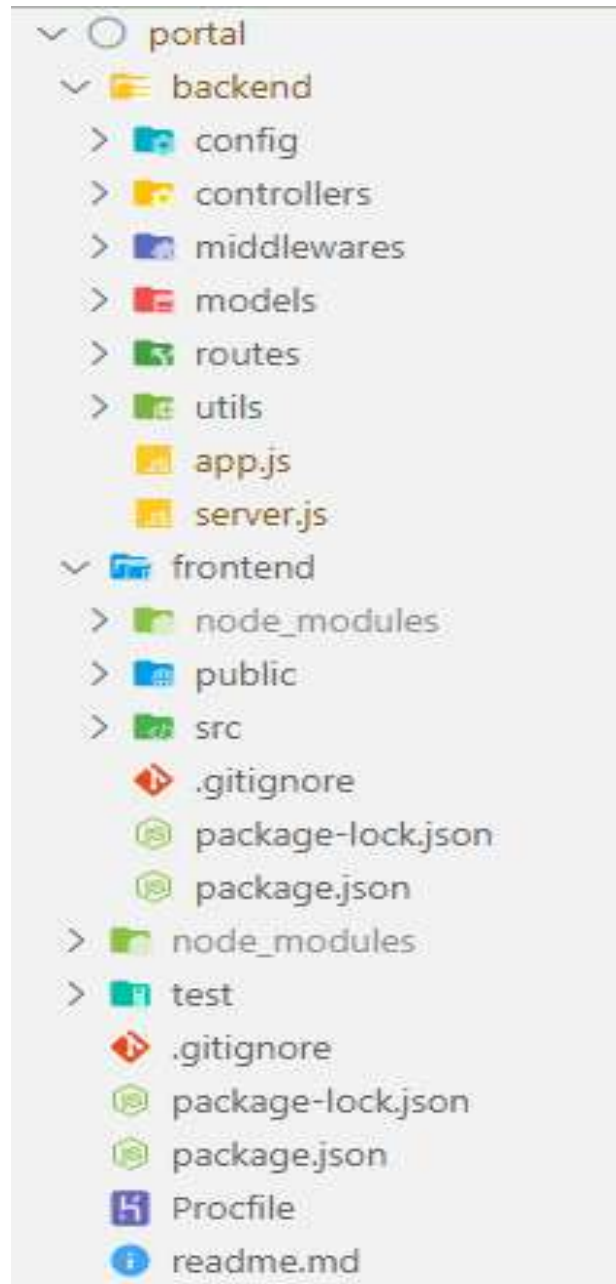 portal
backend
config
controllers
middlewares
models
routes
utils
app.js
server.js
frontend
node_modules
public
src
.gitignore
package-lock.json
package.json
node_modules
test
.gitignore
package-lock.json
package.json
Procfile
readme.md